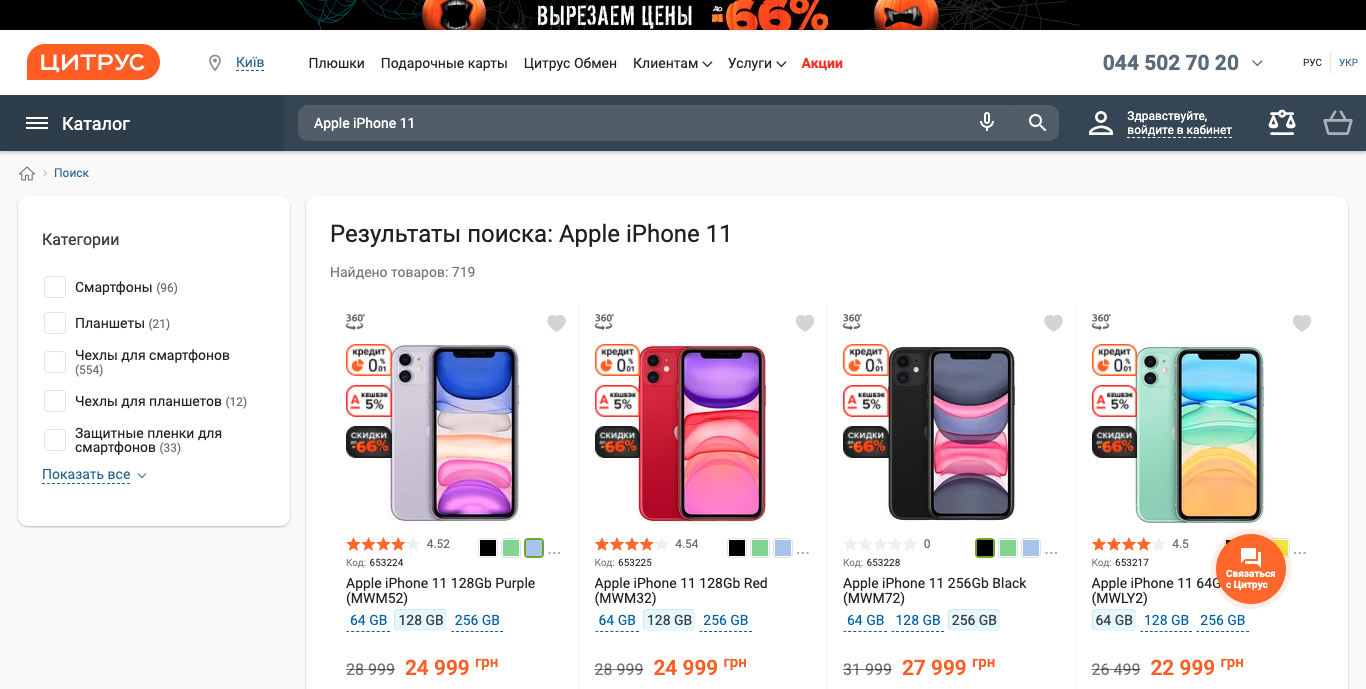 ВЫРЕЗАЕМ ЦЕНЫ ДО -66%
ЦИТРУС
Київ
Плюшки Подарочные карты Цитрус Обмен Клиентам Услуги Акции
044 502 70 20
РУС УКР
Каталог
Apple iPhone 11
Здравствуйте,
войдите в кабинет
Поиск
Категории
Смартфоны (96)
Планшеты (21)
Чехлы для смартфонов
(554)
Чехлы для планшетов (12)
Защитные пленки для
смартфонов (33)
Показать все
Результаты поиска: Apple iPhone 11
Найдено товаров: 719
360°
кредит
0.01%
А КЕШБЭК
5%
СКИДКИ
ДО -66%
4.52
...
Код: 653224
Apple iPhone 11 128Gb Purple
(MWM52)
64 GB 128 GB 256 GB
28 999 24 999 грн
360°
кредит
0.01%
А КЕШБЭК
5%
СКИДКИ
ДО -66%
4.54
...
Код: 653225
Apple iPhone 11 128Gb Red
(MWM32)
64 GB 128 GB 256 GB
28 999 24 999 грн
360°
кредит
0.01%
А КЕШБЭК
5%
СКИДКИ
ДО -66%
0
...
Код: 653228
Apple iPhone 11 256Gb Black
(MWM72)
64 GB 128 GB 256 GB
31 999 27 999 грн
360°
кредит
0.01%
А КЕШБЭК
5%
СКИДКИ
ДО -66%
4.5
...
Код: 653217
Apple iPhone 11 64G
(MWLY2)
64 GB 128 GB 256 GB
26 499 22 999 грн
Связаться
с Цитрус